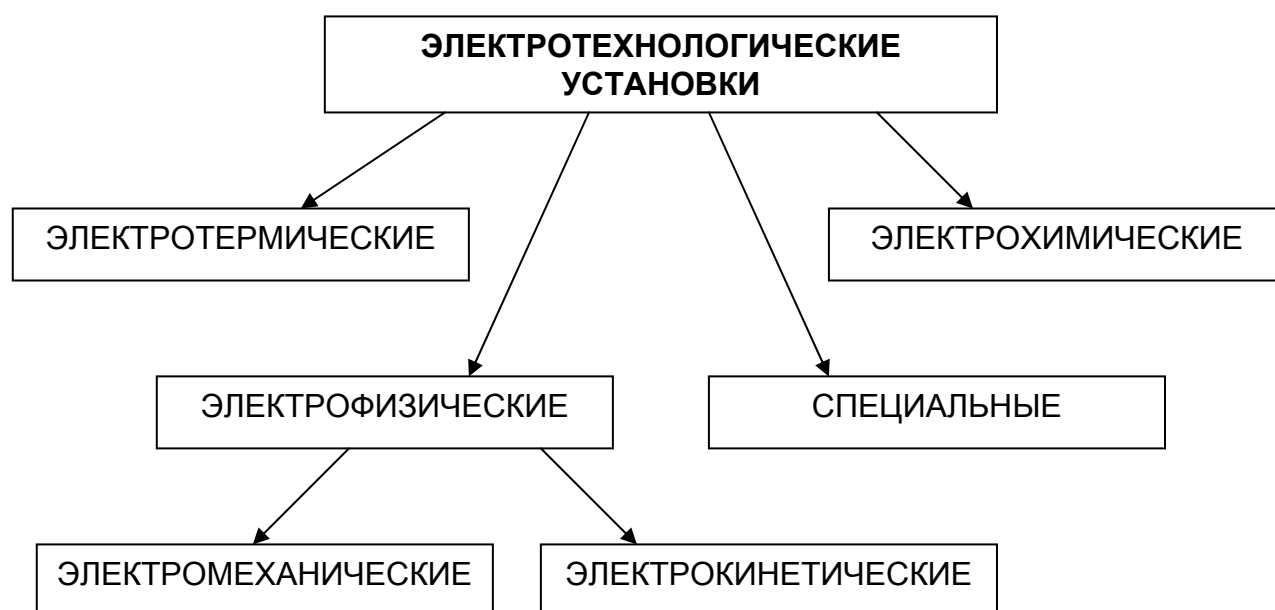 ЭЛЕКТРОТЕХНОЛОГИЧЕСКИЕ
УСТАНОВКИ
ЭЛЕКТРОТЕРМИЧЕСКИЕ
ЭЛЕКТРОХИМИЧЕСКИЕ
ЭЛЕКТРОФИЗИЧЕСКИЕ
СПЕЦИАЛЬНЫЕ
ЭЛЕКТРОМЕХАНИЧЕСКИЕ
ЭЛЕКТРОКИНЕТИЧЕСКИЕ